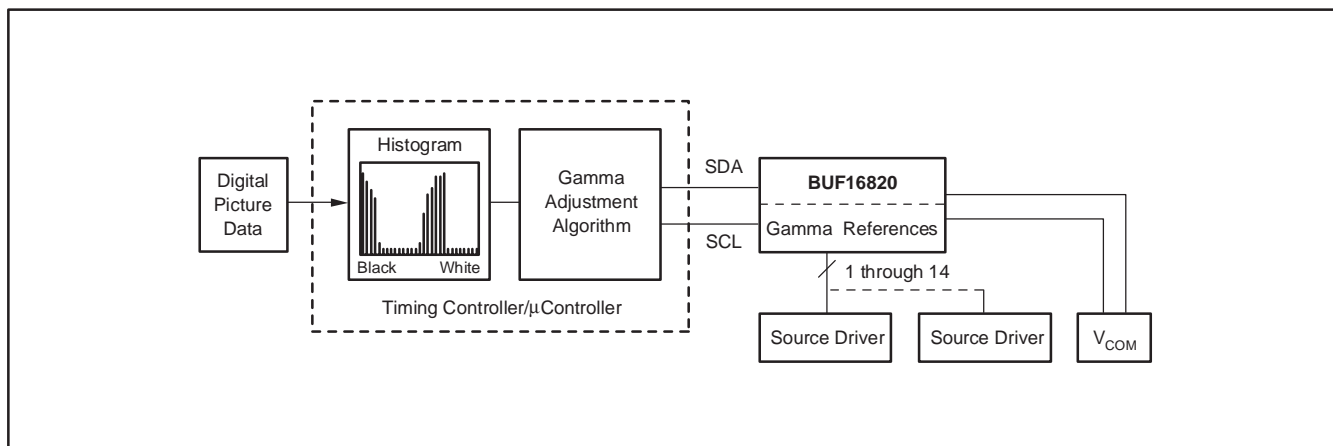 Digital
Picture
Data
Histogram
Black White
Gamma
Adjustment
Algorithm
Timing Controller/μController
SDA
SCL
BUF16820
Gamma References
1 through 14
Source Driver
Source Driver
VCOM